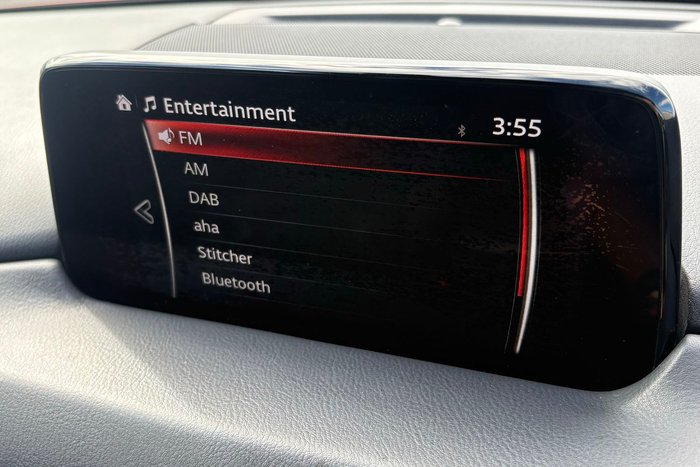 Entertainment
3:55
FM
AM
DAB
aha
Stitcher
Bluetooth